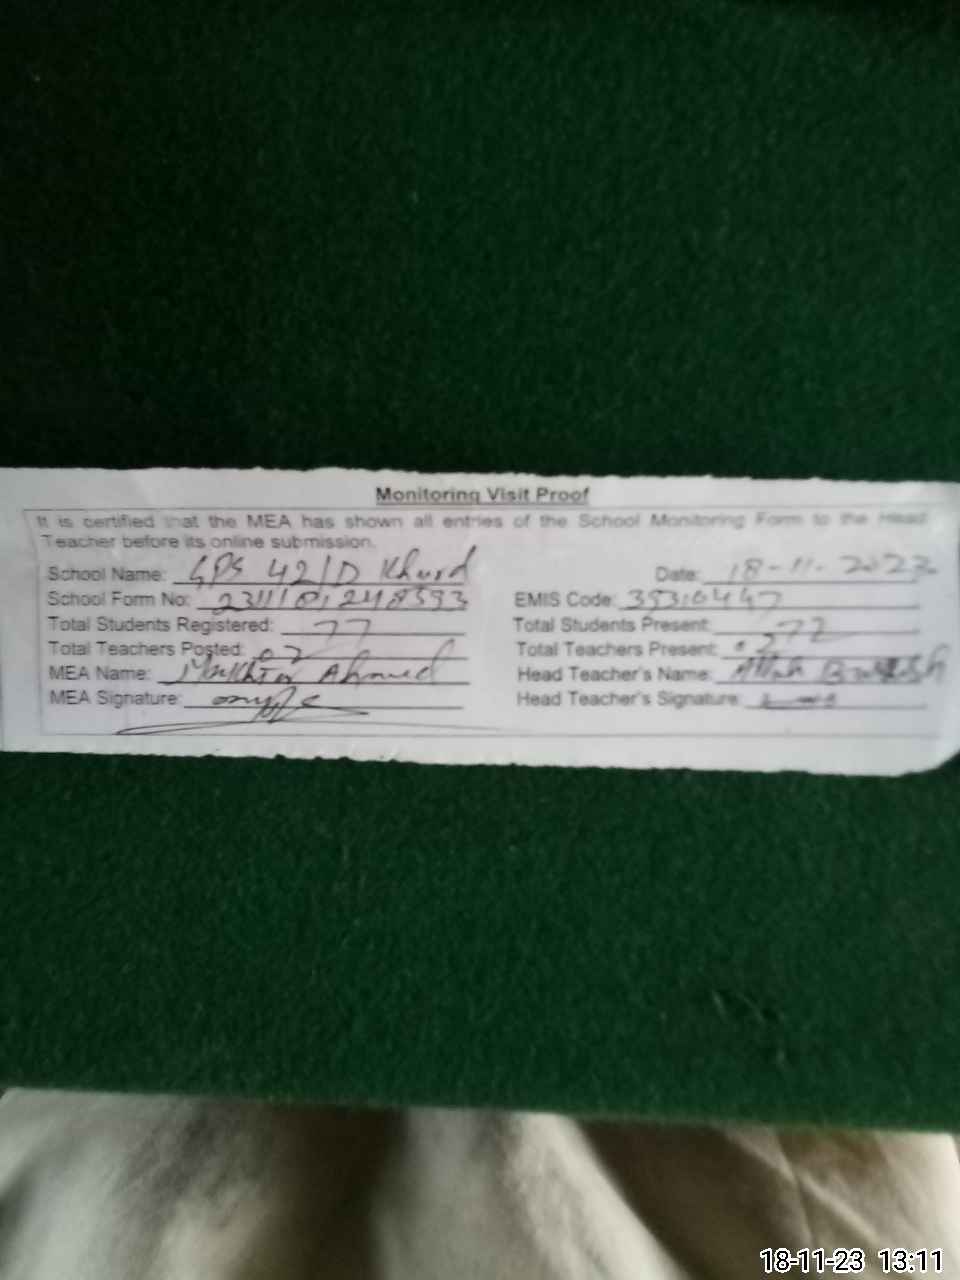 Monitoring Visit Proof
It is certified that the MEA has shown all entries of the School Monitoring Form to the Head
Teacher before its online submission.
School Name: GPS 42/D Khurd Date: 18-11-2023
School Form No: EMIS Code: 39310447
Total Students Registered: 77 Total Students Present: 72
Total Teachers Posted: 02 Total Teachers Present: 02
MEA Name: Mukhtar Ahmed Head Teacher's Name: Allah Bakhsh
MEA Signature: Head Teacher's Signature:
18-11-23 13:11